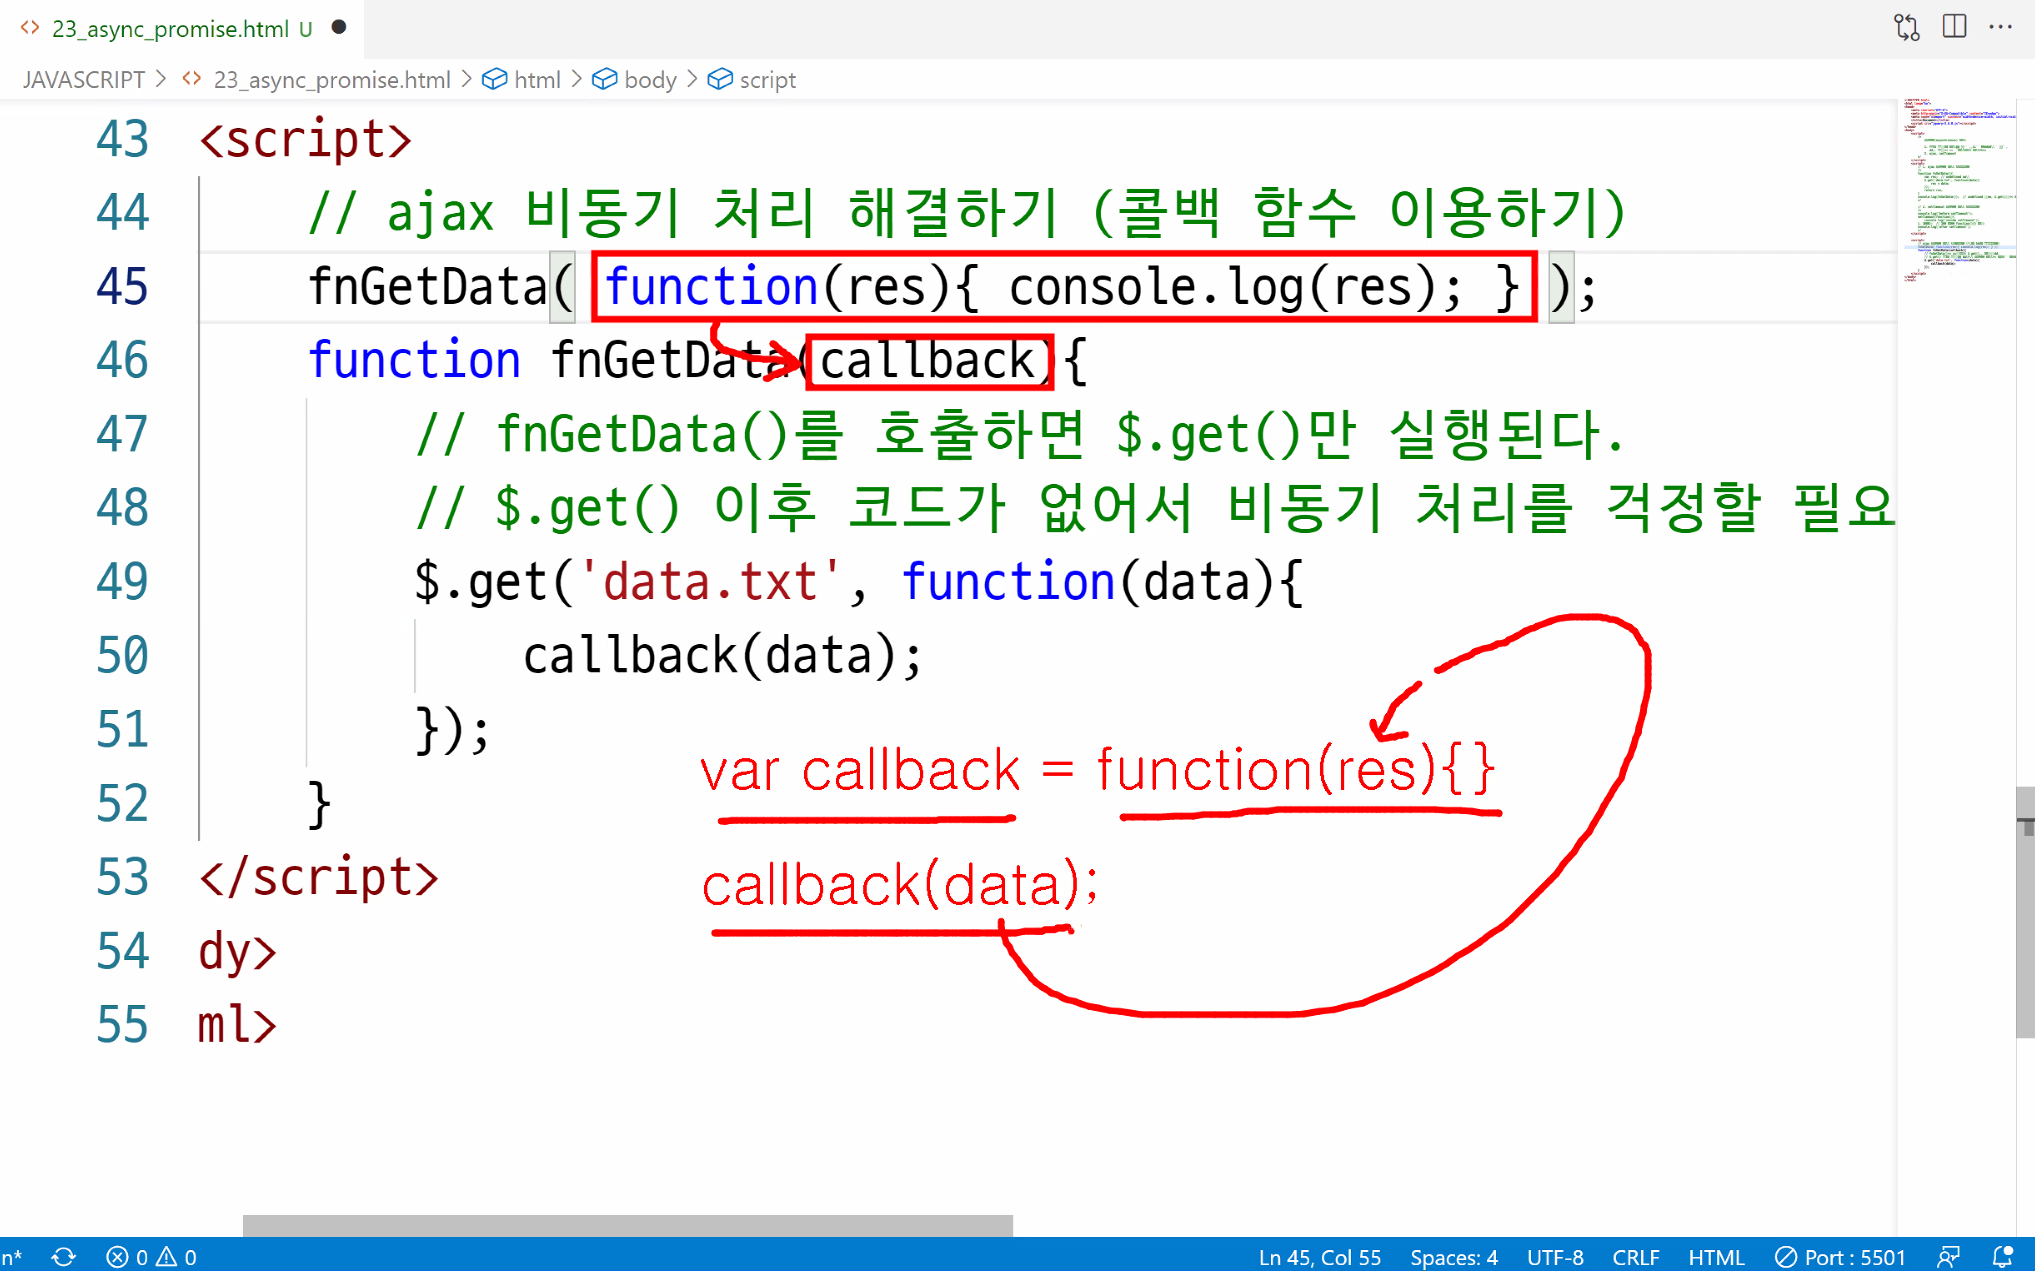 23_async_promise.html U
JAVASCRIPT > 23_async_promise.html > html > body > script
43 <script>
44 // ajax 비동기 처리 해결하기 (콜백 함수 이용하기)
45 fnGetData( function(res){ console.log(res); } );
46 function fnGetData(callback){
47 // fnGetData()를 호출하면 $.get()만 실행된다.
48 // $.get() 이후 코드가 없어서 비동기 처리를 걱정할 필요
49 $.get('data.txt', function(data){
50 callback(data);
51 });
var callback = function(res){}
52 }
53 </script>
callback(data);
54 dy>
55 ml>
n* 0 0 Ln 45, Col 55 Spaces: 4 UTF-8 CRLF HTML Port : 5501